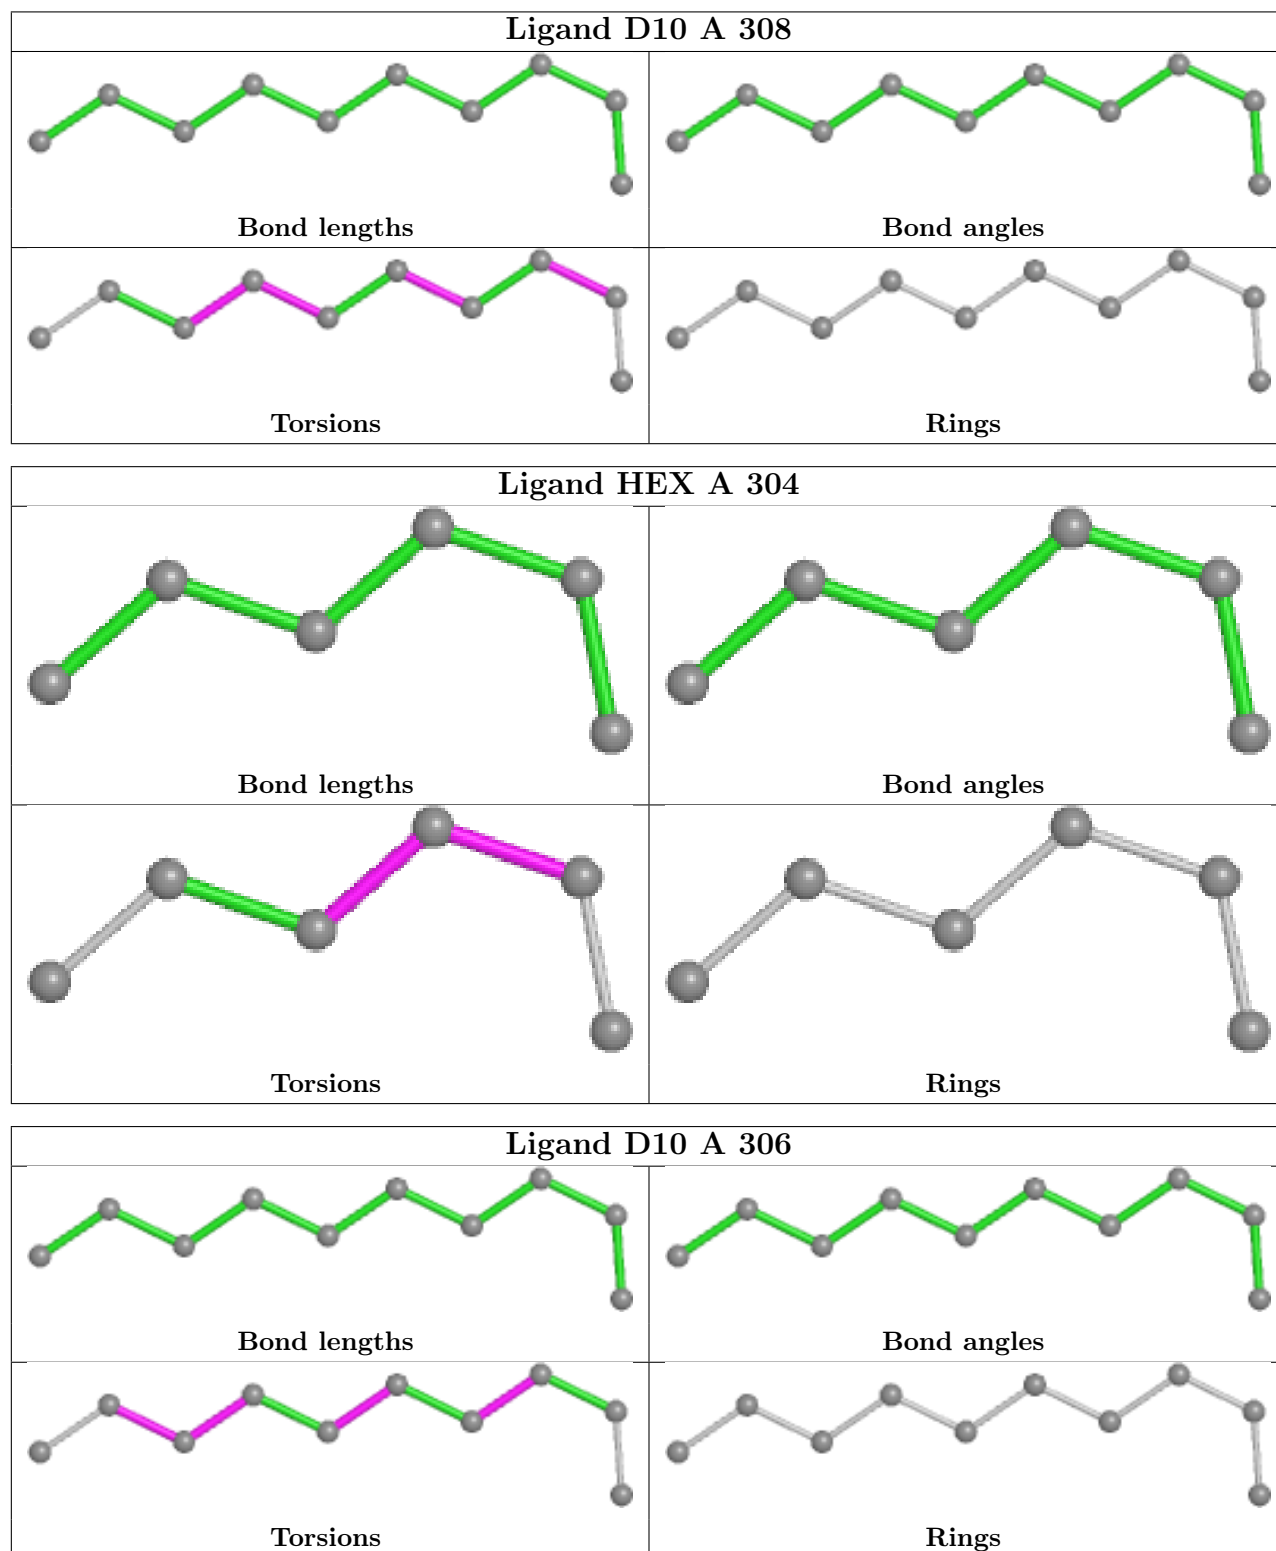 Ligand D10 A 308
Bond lengths
Bond angles
Torsions
Rings
Ligand HEX A 304
Bond lengths
Bond angles
Torsions
Rings
Ligand D10 A 306
Bond lengths
Bond angles
Torsions
Rings